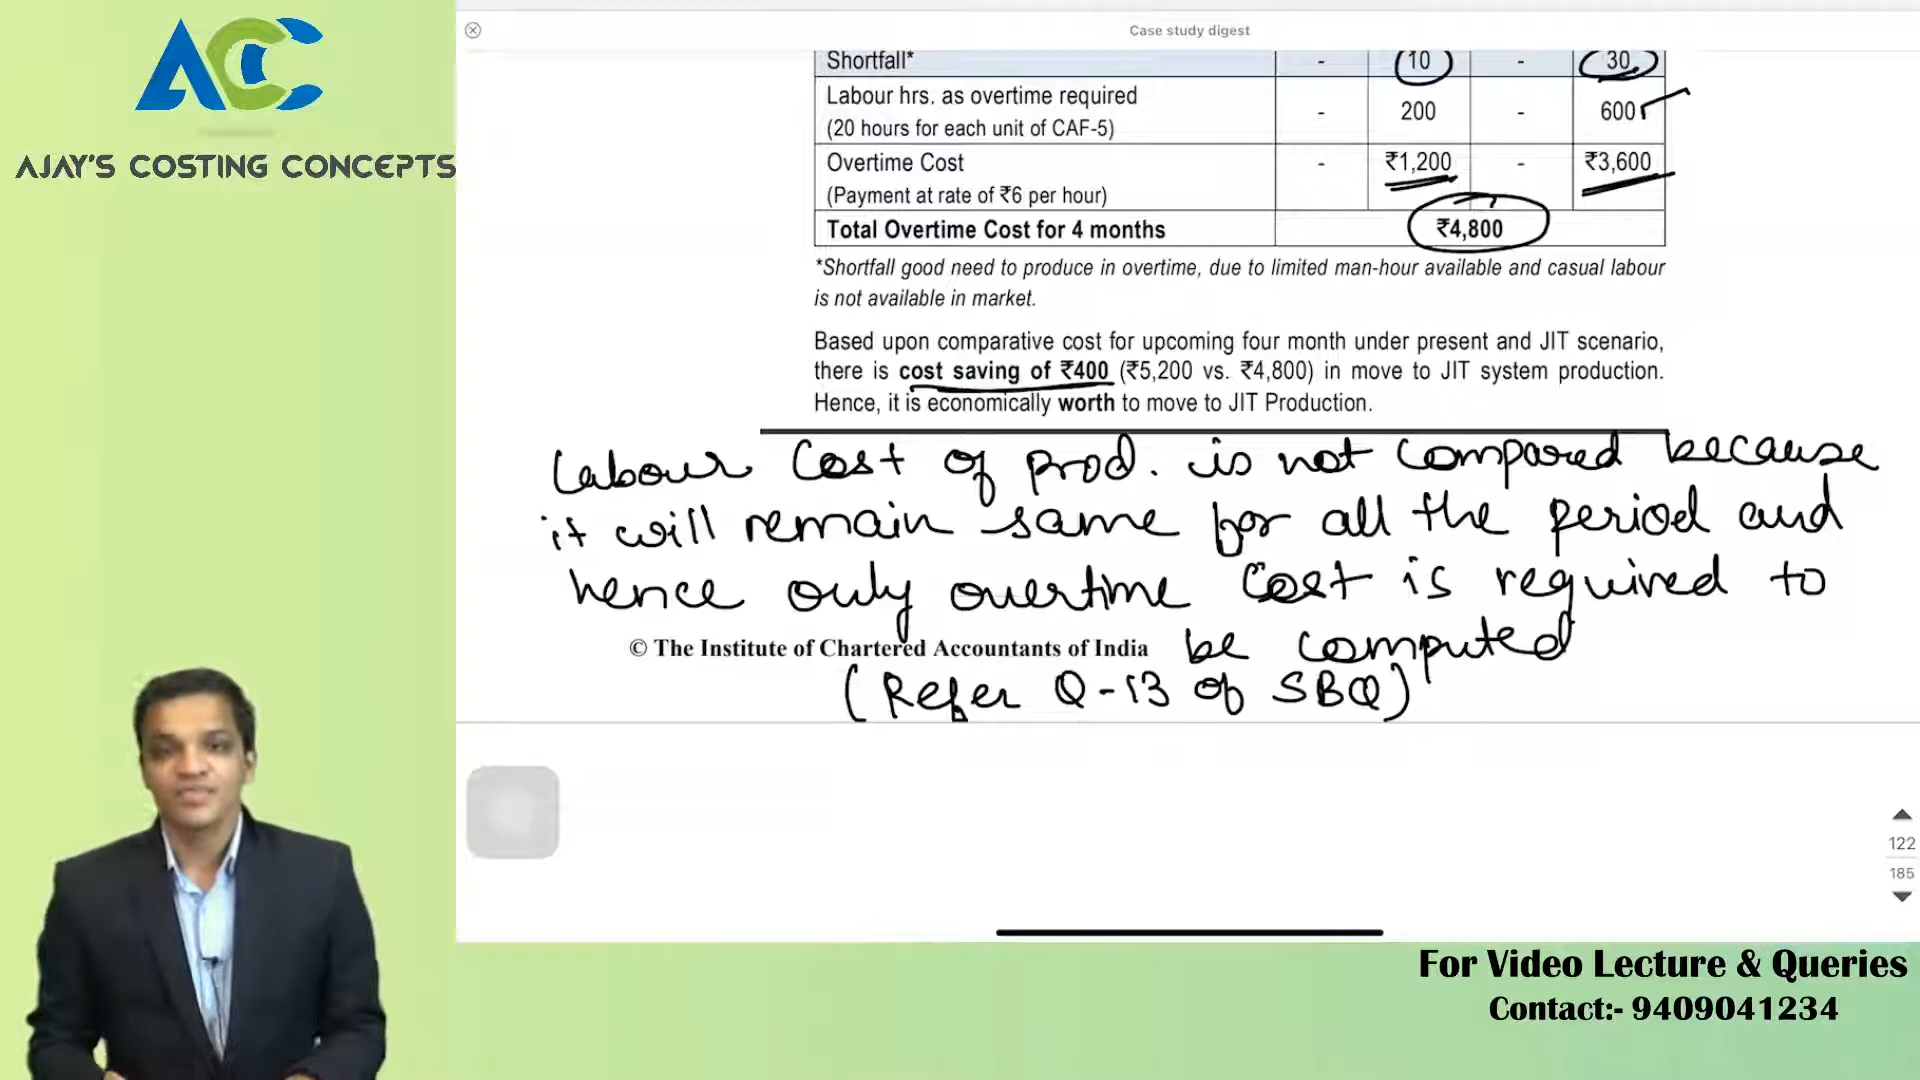 ACC
AJAY'S COSTING CONCEPTS
Case study digest
Shortfall* - 10 - 30
Labour hrs. as overtime required
(20 hours for each unit of CAF-5) - 200 - 600
Overtime Cost - ₹1,200 - ₹3,600
(Payment at rate of ₹6 per hour)
Total Overtime Cost for 4 months ₹4,800
*Shortfall good need to produce in overtime, due to limited man-hour available and casual labour
is not available in market.
Based upon comparative cost for upcoming four month under present and JIT scenario,
there is cost saving of ₹400 (₹5,200 vs. ₹4,800) in move to JIT system production.
Hence, it is economically worth to move to JIT Production.
Labour Cost of prod. is not compared because
it will remain same for all the period and
hence only overtime cost is required to
be computed
© The Institute of Chartered Accountants of India
(Refer Q-13 of SBQ)
122
185
For Video Lecture & Queries
Contact:- 9409041234